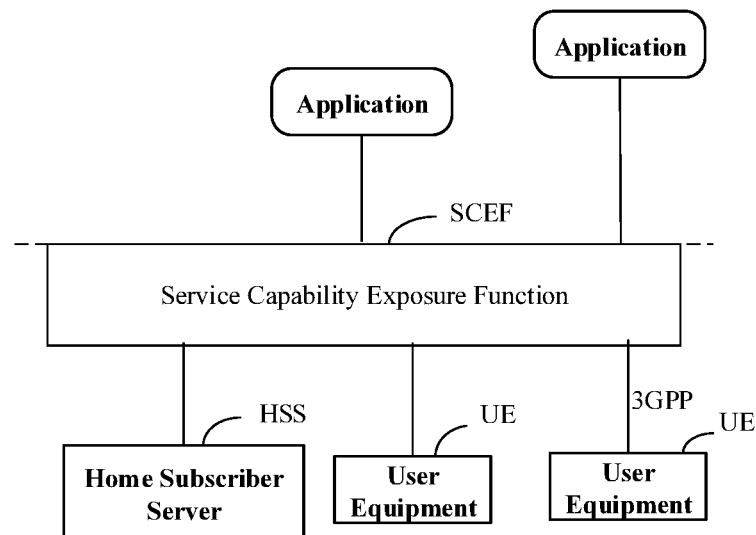 Application
Application
SCEF
Service Capability Exposure Function
HSS
UE
3GPP
UE
Home Subscriber
Server
User
Equipment
User
Equipment